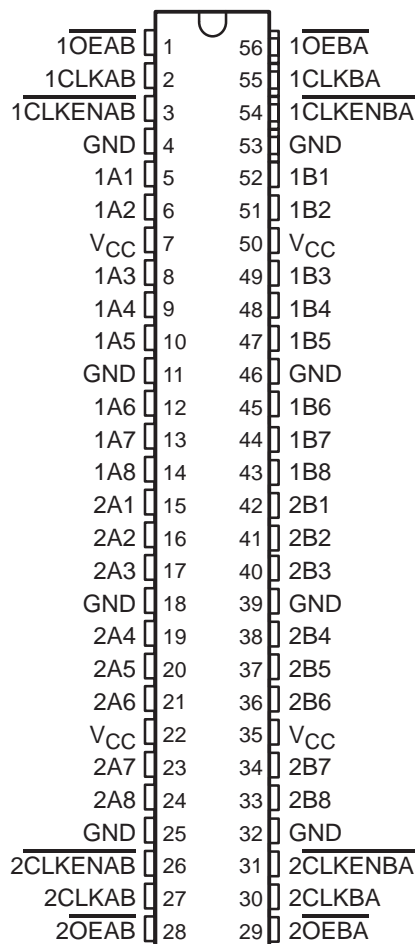 1OEAB 1 56 1OEBA
1CLKAB 2 55 1CLKBA
1CLKENAB 3 54 1CLKENBA
GND 4 53 GND
1A1 5 52 1B1
1A2 6 51 1B2
VCC 7 50 VCC
1A3 8 49 1B3
1A4 9 48 1B4
1A5 10 47 1B5
GND 11 46 GND
1A6 12 45 1B6
1A7 13 44 1B7
1A8 14 43 1B8
2A1 15 42 2B1
2A2 16 41 2B2
2A3 17 40 2B3
GND 18 39 GND
2A4 19 38 2B4
2A5 20 37 2B5
2A6 21 36 2B6
VCC 22 35 VCC
2A7 23 34 2B7
2A8 24 33 2B8
GND 25 32 GND
2CLKENAB 26 31 2CLKENBA
2CLKAB 27 30 2CLKBA
2OEAB 28 29 2OEBA